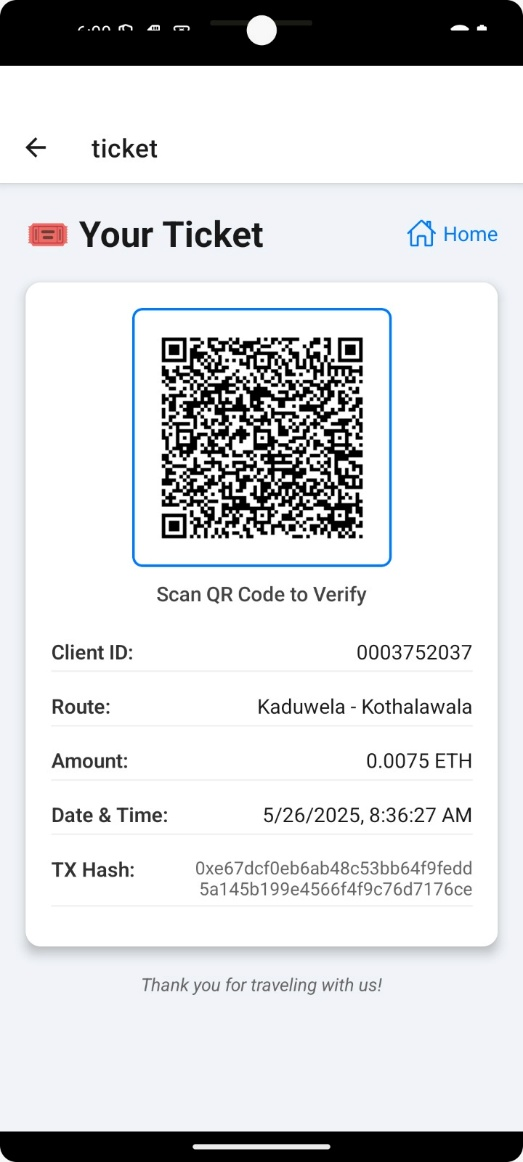 ticket
Your Ticket
Home
Scan QR Code to Verify
Client ID: 0003752037
Route: Kaduwela - Kothalawala
Amount: 0.0075 ETH
Date & Time: 5/26/2025, 8:36:27 AM
TX Hash: 0xe67dcf0eb6ab48c53bb64f9fedd
5a145b199e4566f4f9c76d7176ce
Thank you for traveling with us!